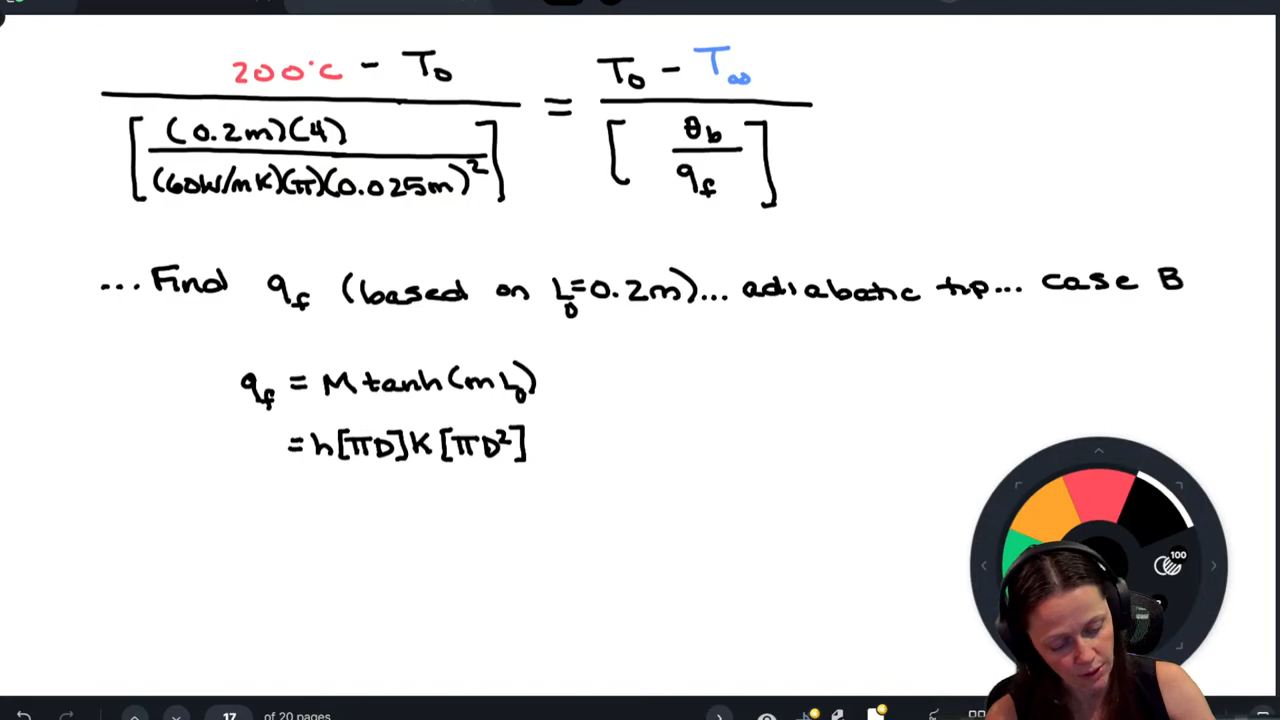 200°C - T₀ = T₀ - T∞
[(0.2m)(4) / (60W/mK)(π)(0.025m)²] [θb / qf]
...Find qf (based on L₀=0.2m)... adiabatic tip... case B
qf = M tanh(mL₀)
= h[πD]K[πD²]
100
17 of 20 pages